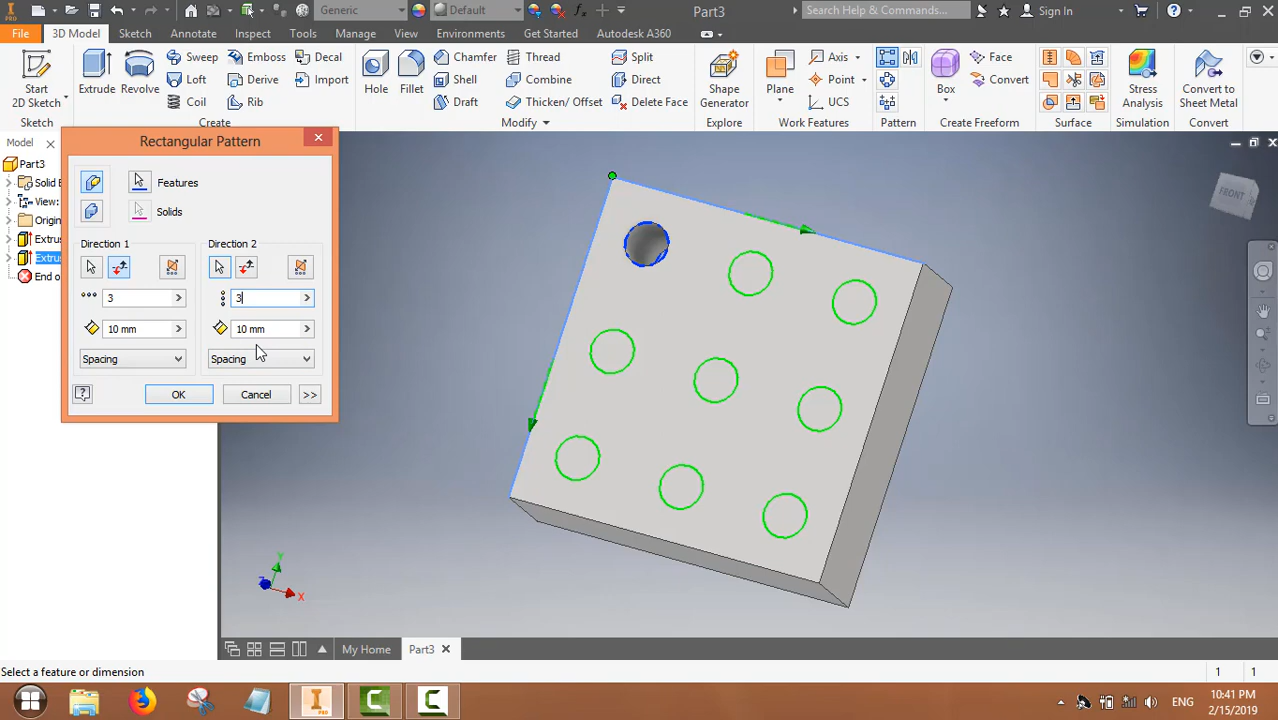 PRO
Generic
Default
Part3
Search Help & Commands...
Sign In
File
3D Model
Sketch
Annotate
Inspect
Tools
Manage
View
Environments
Get Started
Autodesk A360
Start
2D Sketch
Extrude
Revolve
Sweep
Loft
Coil
Emboss
Derive
Rib
Decal
Import
Hole
Fillet
Chamfer
Shell
Draft
Thread
Combine
Thicken/ Offset
Split
Direct
Delete Face
Shape
Generator
Plane
Axis
Point
UCS
Box
Face
Convert
Stress
Analysis
Convert to
Sheet Metal
Sketch
Create
Modify
Explore
Work Features
Pattern
Create Freeform
Surface
Simulation
Convert
Model
Part3
Solid B
View:
Origin
Extrus
Extrus
End o
Rectangular Pattern
Features
Solids
Direction 1
Direction 2
3
3
10 mm
10 mm
Spacing
Spacing
OK
Cancel
>>
FRONT
Y
Z
X
My Home
Part3
Select a feature or dimension
1
1
PRO
ENG
10:41 PM
2/15/2019